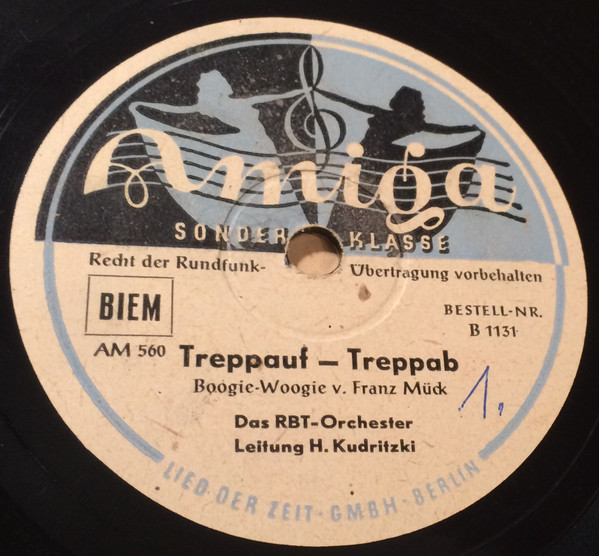 Amiga
SONDER KLASSE
Recht der Rundfunk- Übertragung vorbehalten
BIEM
BESTELL-NR.
B 1131
AM 560
Treppauf – Treppab
Boogie-Woogie v. Franz Mück
1.
Das RBT-Orchester
Leitung H. Kudritzki
LIED DER ZEIT · GMBH · BERLIN